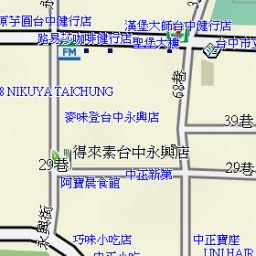 原芋圓台中健行店
漢堡大師台中健行店
路易莎咖啡健行店
聖堡大樓
台中市立
FM
68巷
8 NIKUYA TAICHUNG
麥味登台中永興店
39巷
得來素台中永興店
29巷
29巷
阿寶晨食館
中正新第
永興街
巧味小吃店
中正寶座
UNI HAIR